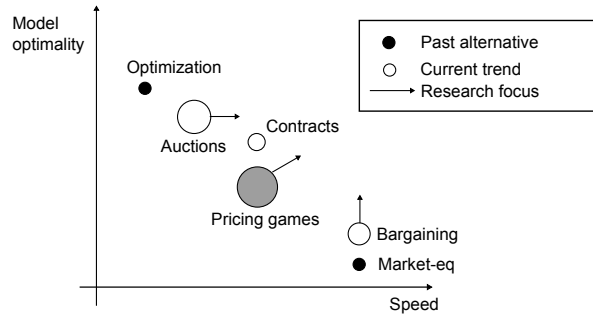 Model
optimality
Past alternative
Current trend
Research focus
Optimization
Contracts
Auctions
Pricing games
Bargaining
Market-eq
Speed